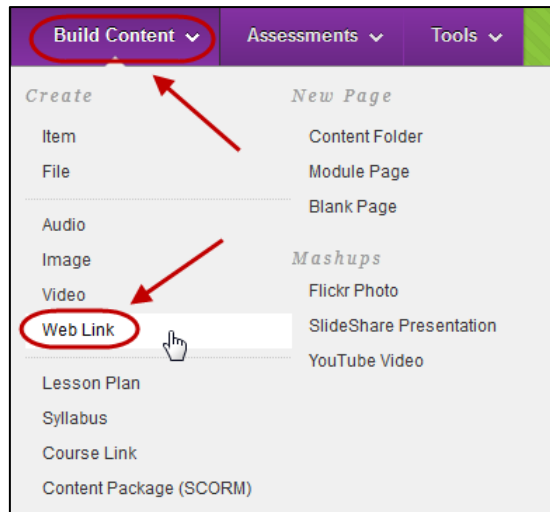 Build Content
Assessments
Tools
Create
Item
File
Audio
Image
Video
Web Link
Lesson Plan
Syllabus
Course Link
Content Package (SCORM)
New Page
Content Folder
Module Page
Blank Page
Mashups
Flickr Photo
SlideShare Presentation
YouTube Video